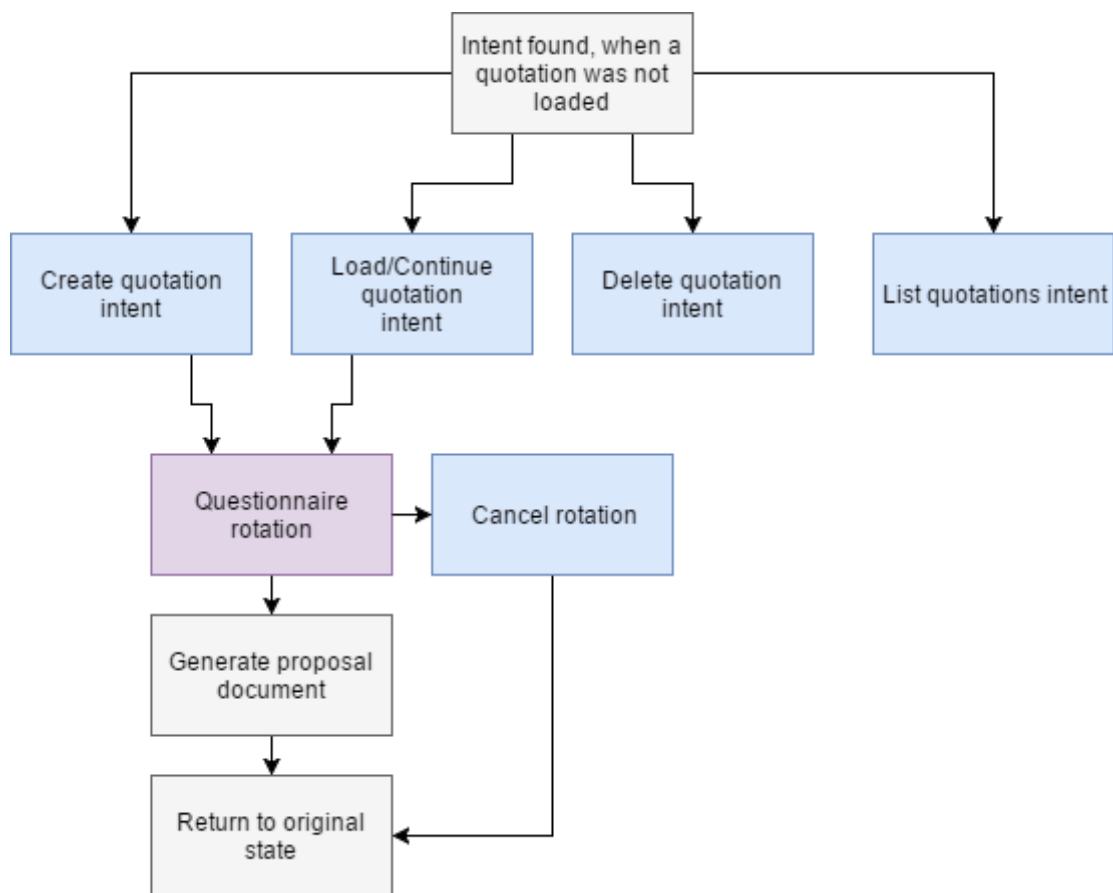 Intent found, when a
quotation was not
loaded
Create quotation
intent
Load/Continue
quotation
intent
Delete quotation
intent
List quotations intent
Questionnaire
rotation
Cancel rotation
Generate proposal
document
Return to original
state